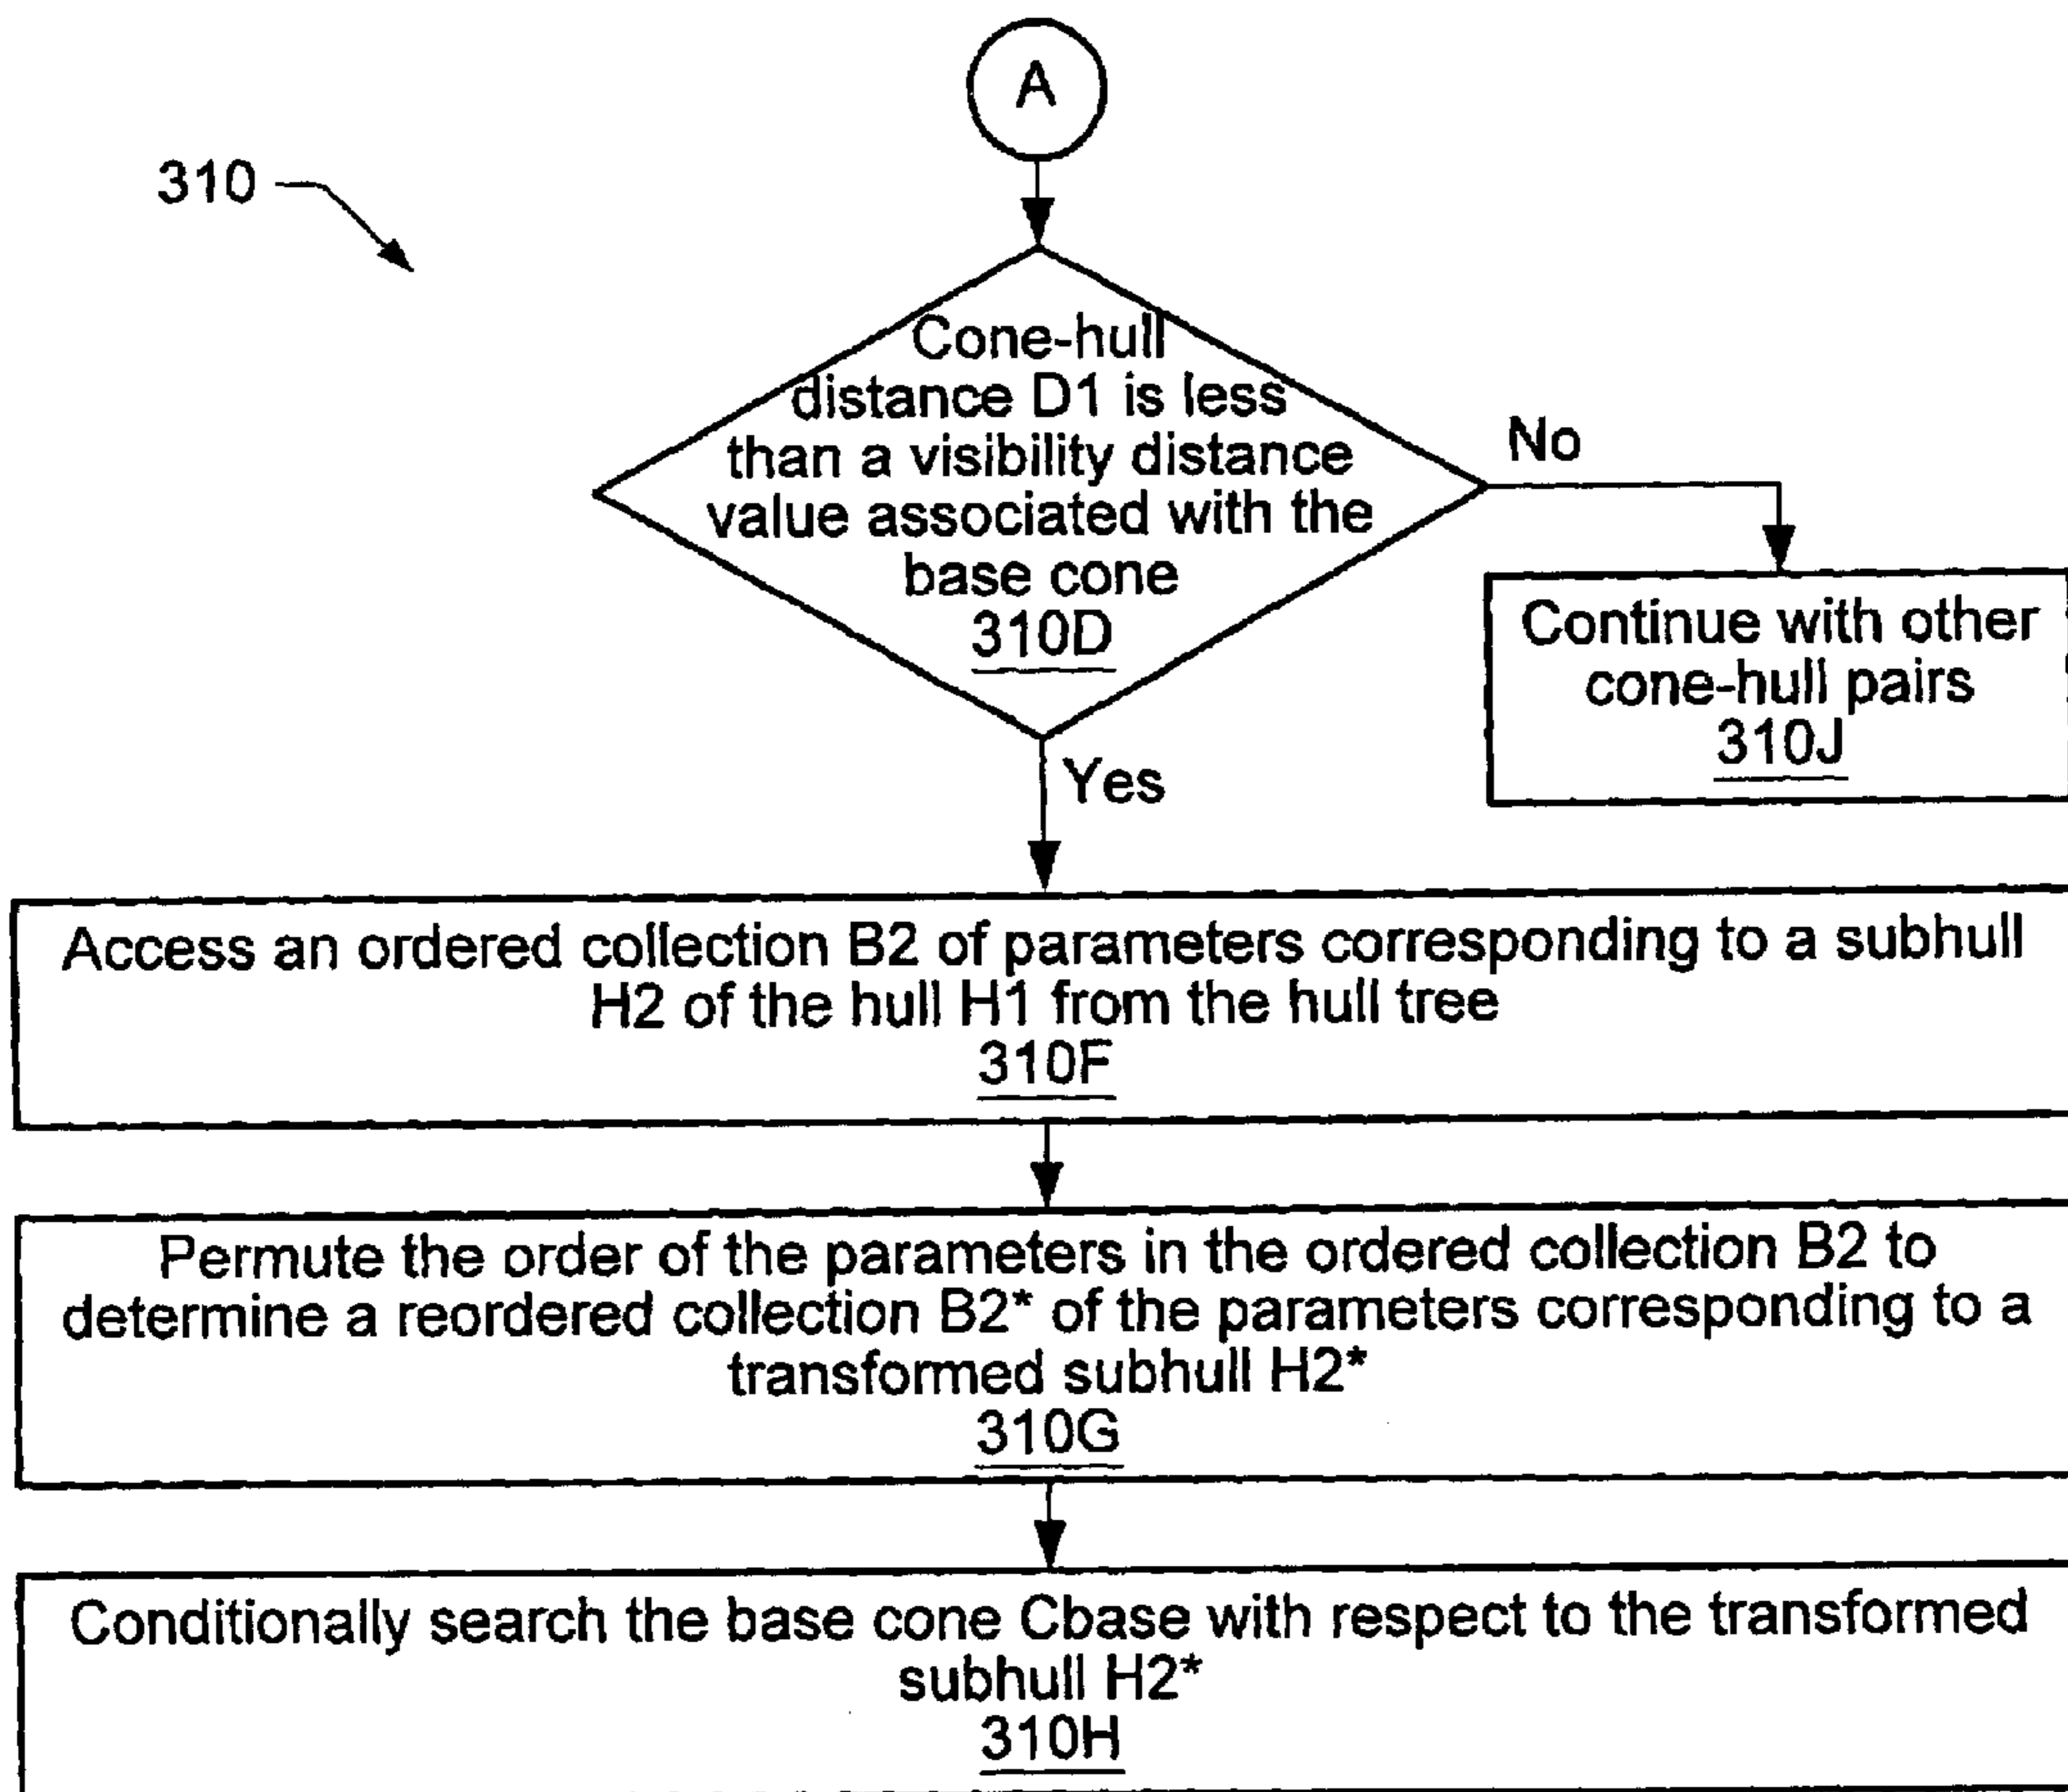 A
310
Cone-hull
distance D1 is less
than a visibility distance
value associated with the
base cone
310D
No
Continue with other
cone-hull pairs
310J
Yes
Access an ordered collection B2 of parameters corresponding to a subhull
H2 of the hull H1 from the hull tree
310F
Permute the order of the parameters in the ordered collection B2 to
determine a reordered collection B2* of the parameters corresponding to a
transformed subhull H2*
310G
Conditionally search the base cone Cbase with respect to the transformed
subhull H2*
310H